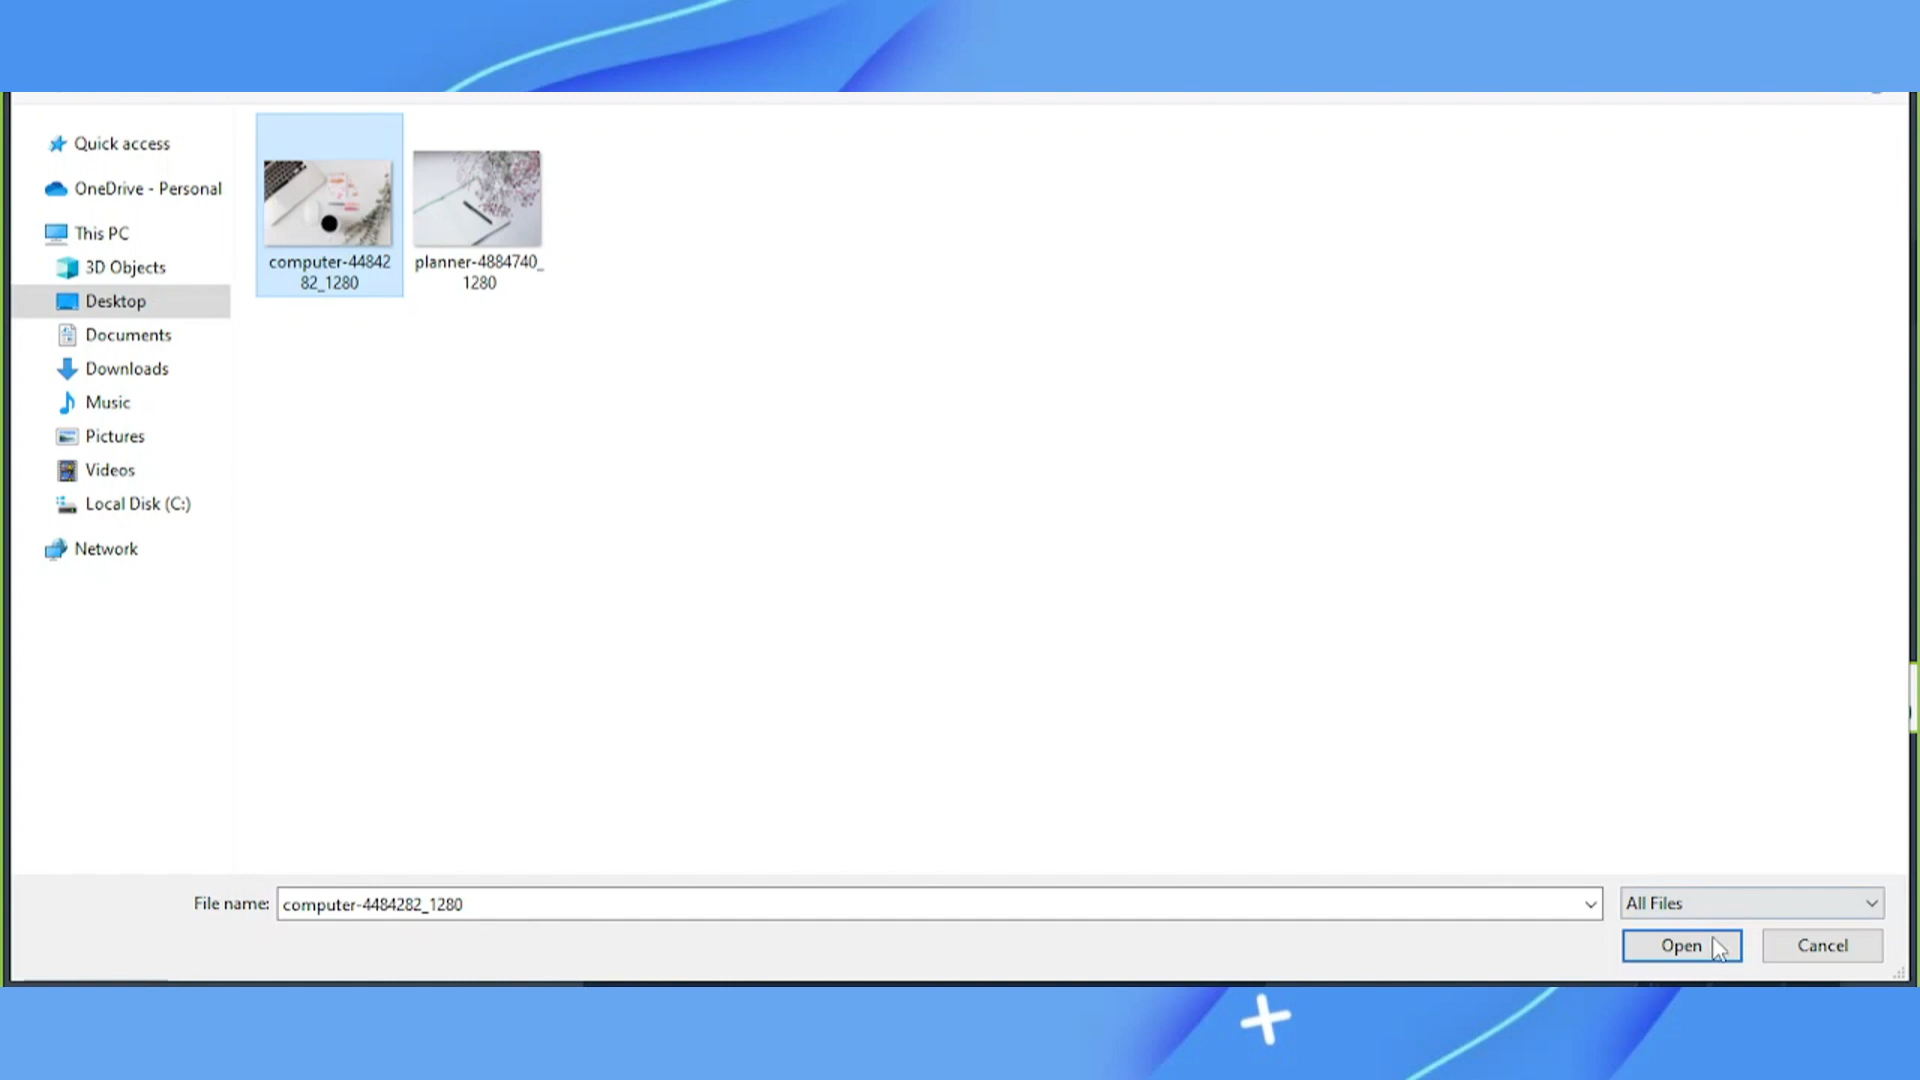 Quick access
OneDrive - Personal
This PC
3D Objects
Desktop
Documents
Downloads
Music
Pictures
Videos
Local Disk (C:)
Network
computer-44842
82_1280
planner-4884740_
1280
File name:
computer-4484282_1280
All Files
Open
Cancel